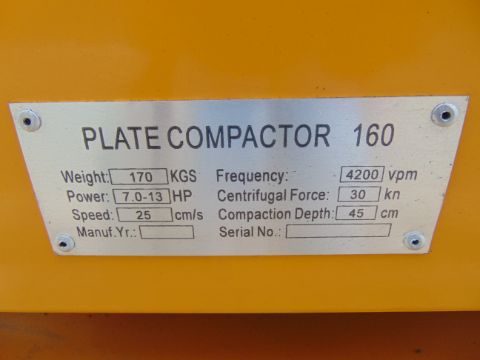 PLATE COMPACTOR 160
Weight: 170 KGS Frequency: 4200 vpm
Power: 7.0-13 HP Centrifugal Force: 30 kn
Speed: 25 cm/s Compaction Depth: 45 cm
Manuf.Yr.: Serial No.: